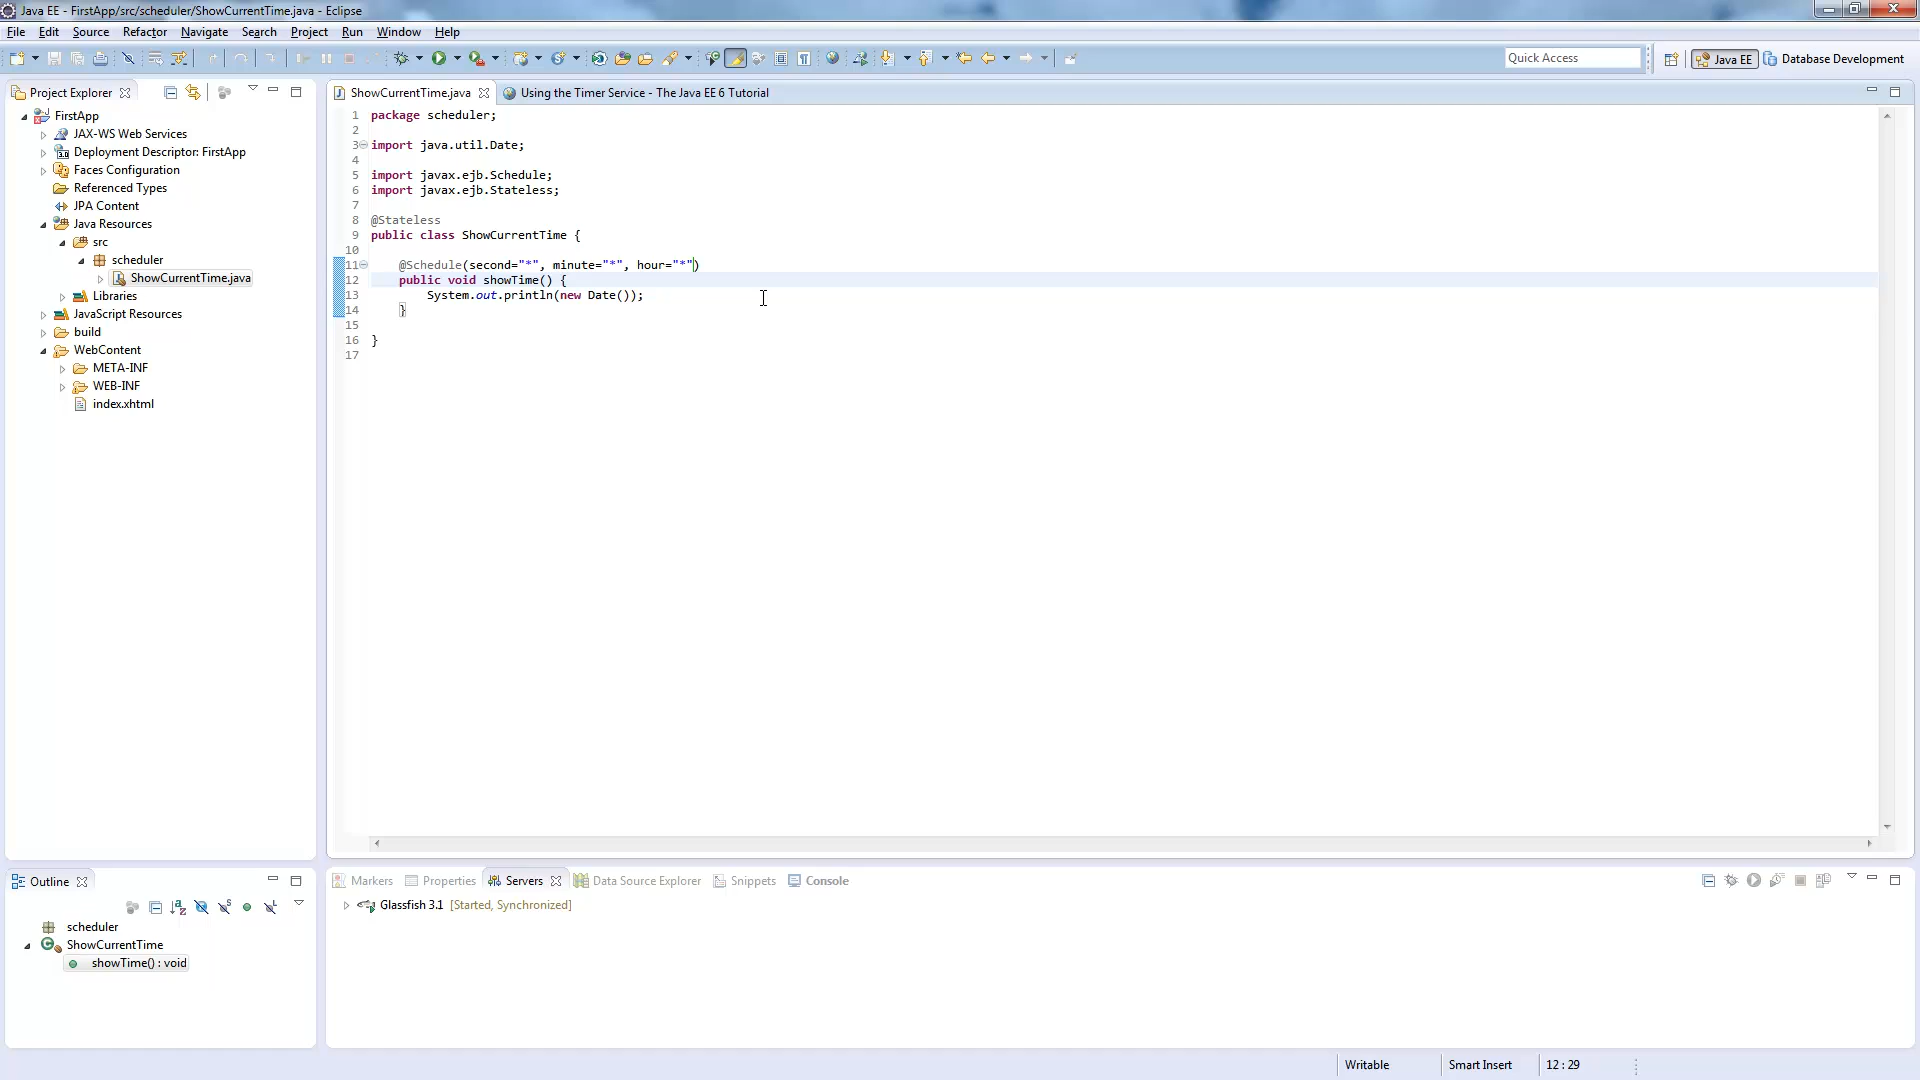 Java EE - FirstApp/src/scheduler/ShowCurrentTime.java - Eclipse
File Edit Source Refactor Navigate Search Project Run Window Help
Quick Access
Java EE
Database Development
Project Explorer
FirstApp
JAX-WS Web Services
Deployment Descriptor: FirstApp
Faces Configuration
Referenced Types
JPA Content
Java Resources
src
scheduler
ShowCurrentTime.java
Libraries
JavaScript Resources
build
WebContent
META-INF
WEB-INF
index.xhtml
ShowCurrentTime.java
Using the Timer Service - The Java EE 6 Tutorial
1 package scheduler;
2
3 import java.util.Date;
4
5 import javax.ejb.Schedule;
6 import javax.ejb.Stateless;
7
8 @Stateless
9 public class ShowCurrentTime {
10
11 @Schedule(second="*", minute="*", hour="*")
12 public void showTime() {
13 System.out.println(new Date());
14 }
15
16 }
17
Outline
scheduler
ShowCurrentTime
showTime() : void
Markers Properties Servers Data Source Explorer Snippets Console
Glassfish 3.1 [Started, Synchronized]
Writable
Smart Insert
12 : 29